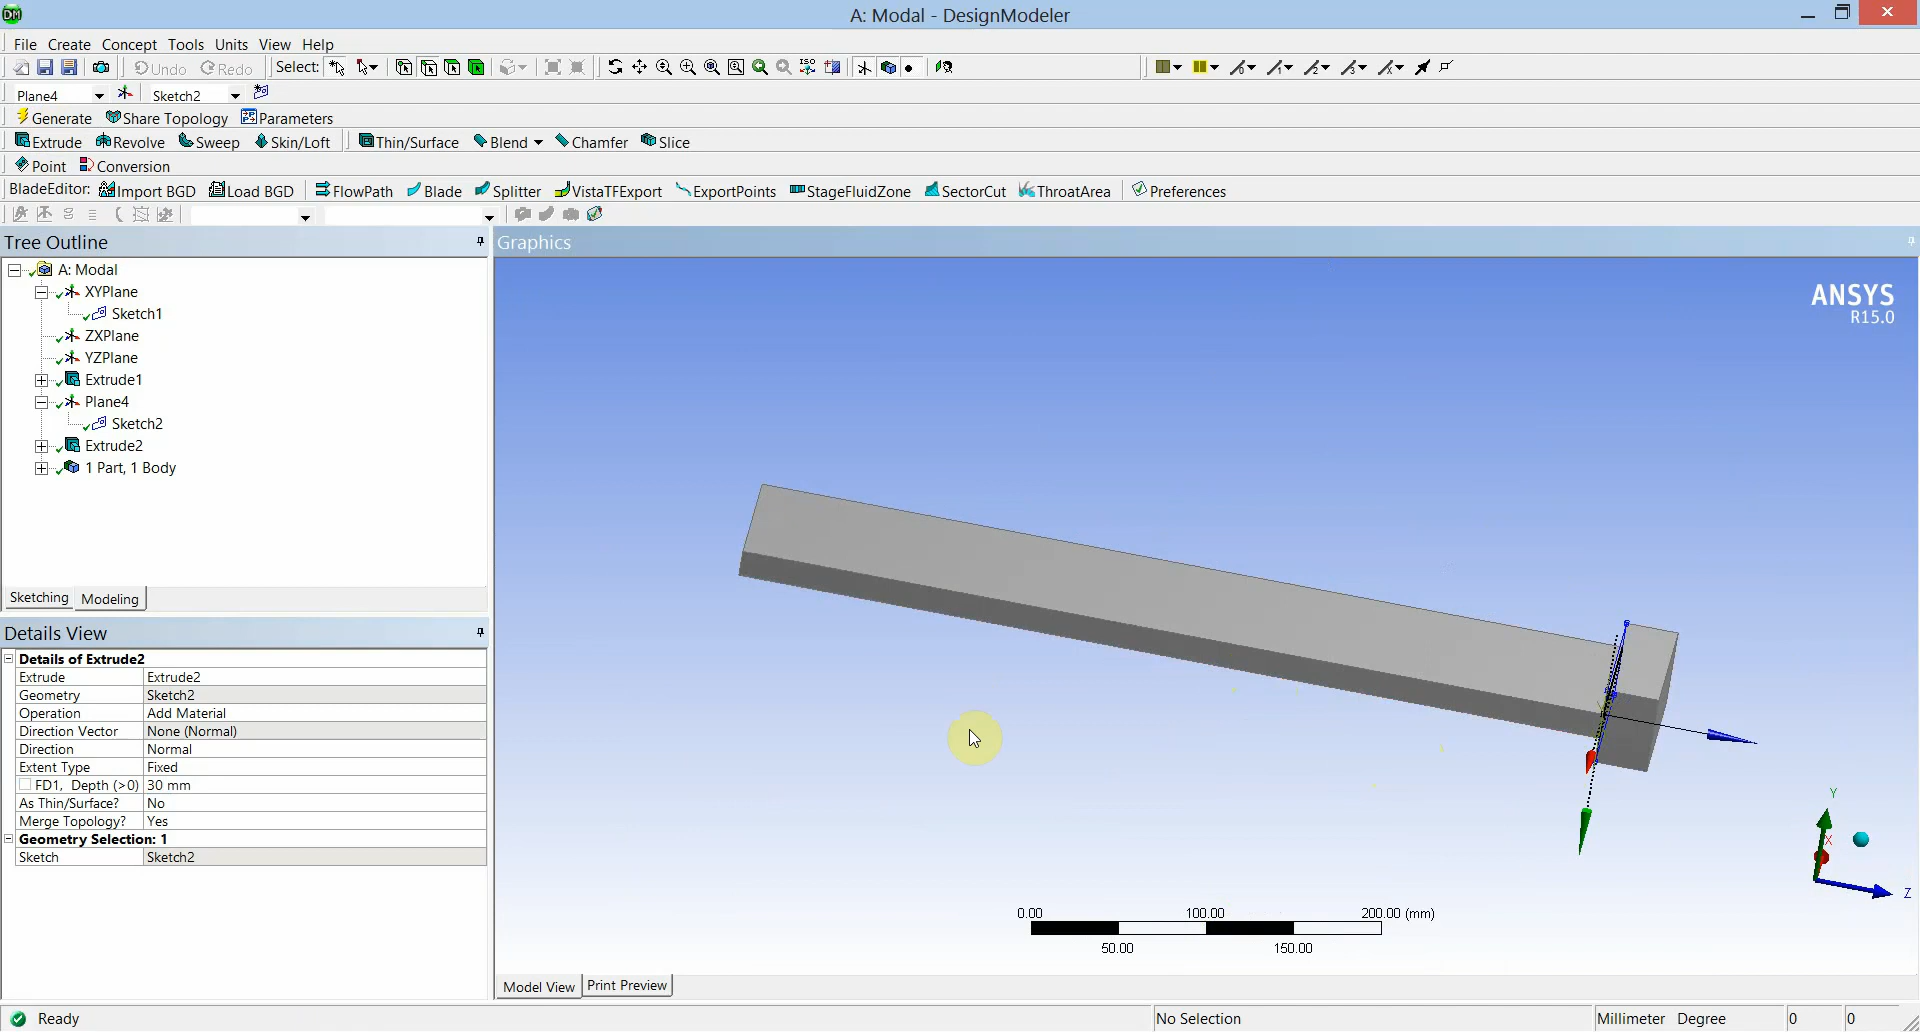 DM
A: Modal - DesignModeler
File Create Concept Tools Units View Help
Undo Redo Select: ISO
Plane4 Sketch2
Generate Share Topology Parameters
Extrude Revolve Sweep Skin/Loft Thin/Surface Blend Chamfer Slice
Point Conversion
BladeEditor: Import BGD Load BGD FlowPath Blade Splitter VistaTFExport ExportPoints StageFluidZone SectorCut ThroatArea Preferences
Tree Outline
A: Modal
XYPlane
Sketch1
ZXPlane
YZPlane
Extrude1
Plane4
Sketch2
Extrude2
1 Part, 1 Body
Sketching Modeling
Details View
Details of Extrude2
Extrude Extrude2
Geometry Sketch2
Operation Add Material
Direction Vector None (Normal)
Direction Normal
Extent Type Fixed
FD1, Depth (>0) 30 mm
As Thin/Surface? No
Merge Topology? Yes
Geometry Selection: 1
Sketch Sketch2
Graphics
ANSYS
R15.0
Y
X
Z
0.00 100.00 200.00 (mm)
50.00 150.00
Model View Print Preview
Ready No Selection Millimeter Degree 0 0